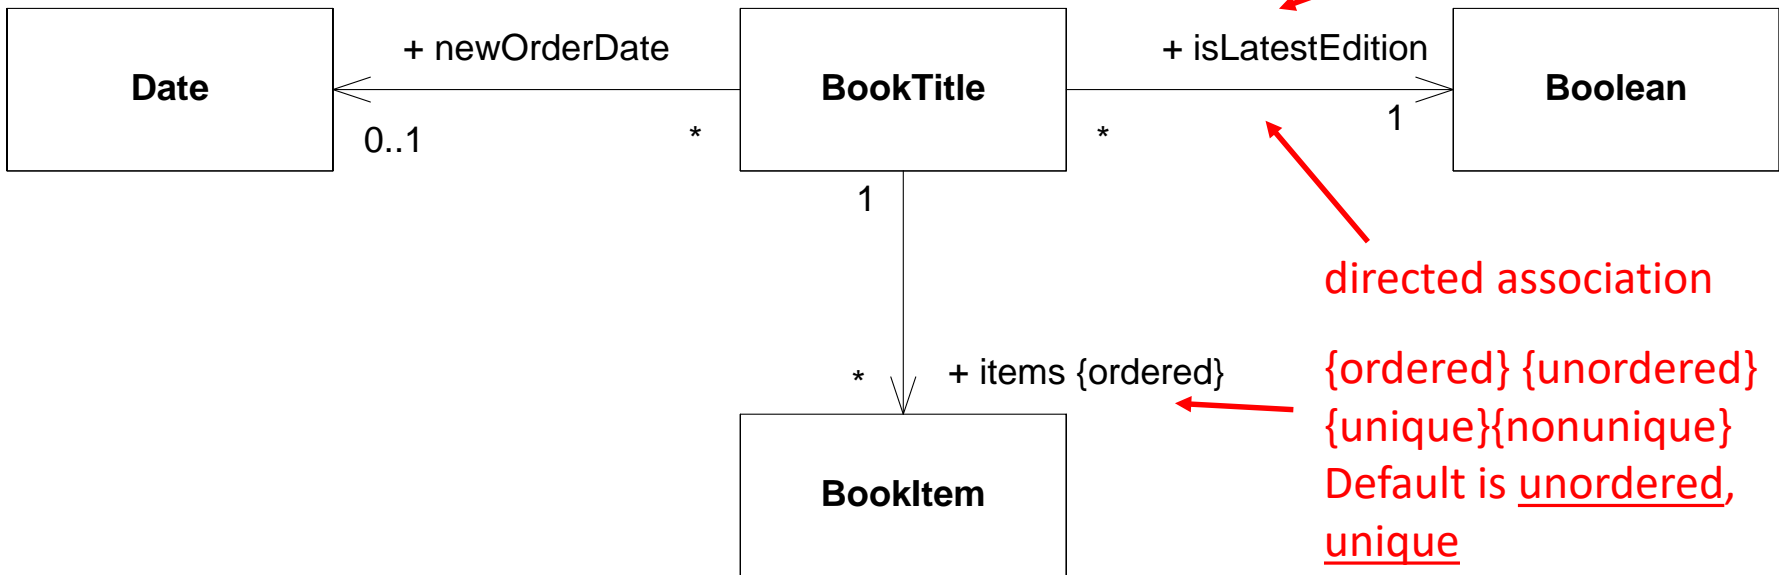 + newOrderDate
+ isLatestEdition
Date
BookTitle
Boolean
0..1
*
*
1
1
directed association
* + items {ordered}
{ordered} {unordered}
{unique}{nonunique}
BookItem
Default is unordered,
unique